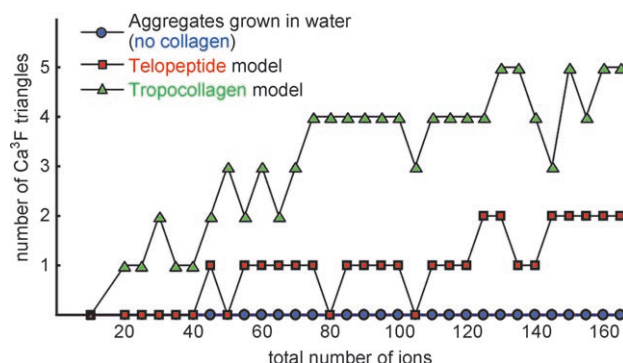 Aggregates grown in water
(no collagen)
Telopeptide model
Tropocollagen model
number of Ca³F triangles
5
4
3
2
1
20 40 60 80 100 120 140 160
total number of ions